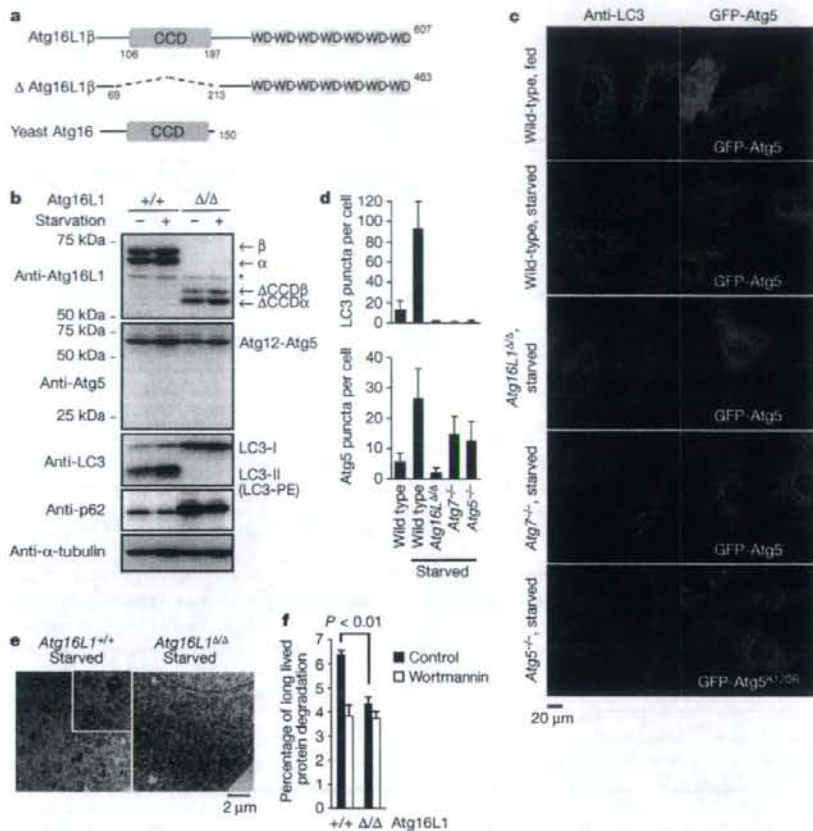 a
Atg16L1β
CCD
106
197
WD-WD-WD-WD-WD-WD-WD
607
Δ Atg16L1β
69
213
WD-WD-WD-WD-WD-WD-WD
463
Yeast Atg16
CCD
150
b
Atg16L1
+/+
Δ/Δ
Starvation
– + – +
75 kDa
Anti-Atg16L1
50 kDa
← β
← α
*
← ΔCCDβ
← ΔCCDα
75 kDa
50 kDa
Anti-Atg5
25 kDa
Atg12-Atg5
Anti-LC3
LC3-I
LC3-II
(LC3-PE)
Anti-p62
Anti-α-tubulin
c
Anti-LC3
GFP-Atg5
Wild-type, fed
GFP-Atg5
Wild-type, starved
GFP-Atg5
Atg16L1Δ/Δ,
starved
GFP-Atg5
Atg7–/–, starved
GFP-Atg5
Atg5–/–, starved
GFP-Atg5
20 μm
d
LC3 puncta per cell
120
100
80
60
40
20
0
Atg5 puncta per cell
40
30
20
10
0
Wild type
Wild type
Atg16LΔ/Δ
Atg7–/–
Atg5–/–
Starved
e
Atg16L1+/+
Starved
Atg16L1Δ/Δ
Starved
2 μm
f
P < 0.01
Percentage of long lived
protein degradation
7
6
5
4
3
2
1
0
Control
Wortmannin
+/+ Δ/Δ Atg16L1